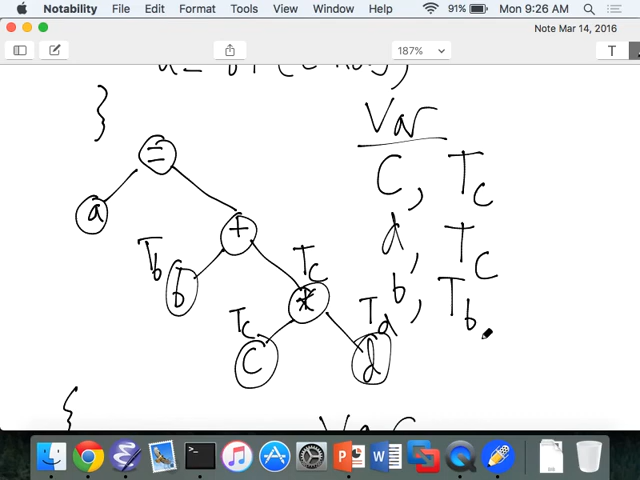 Notability File Edit Format Tools View Window Help 91% Mon 9:26 AM
Note Mar 14, 2016
187% T
}
Var
=
C, Tc
a
+
d, Tc
Tb
b
Tc
*
b, Tb
Tc
C
Td
d
{